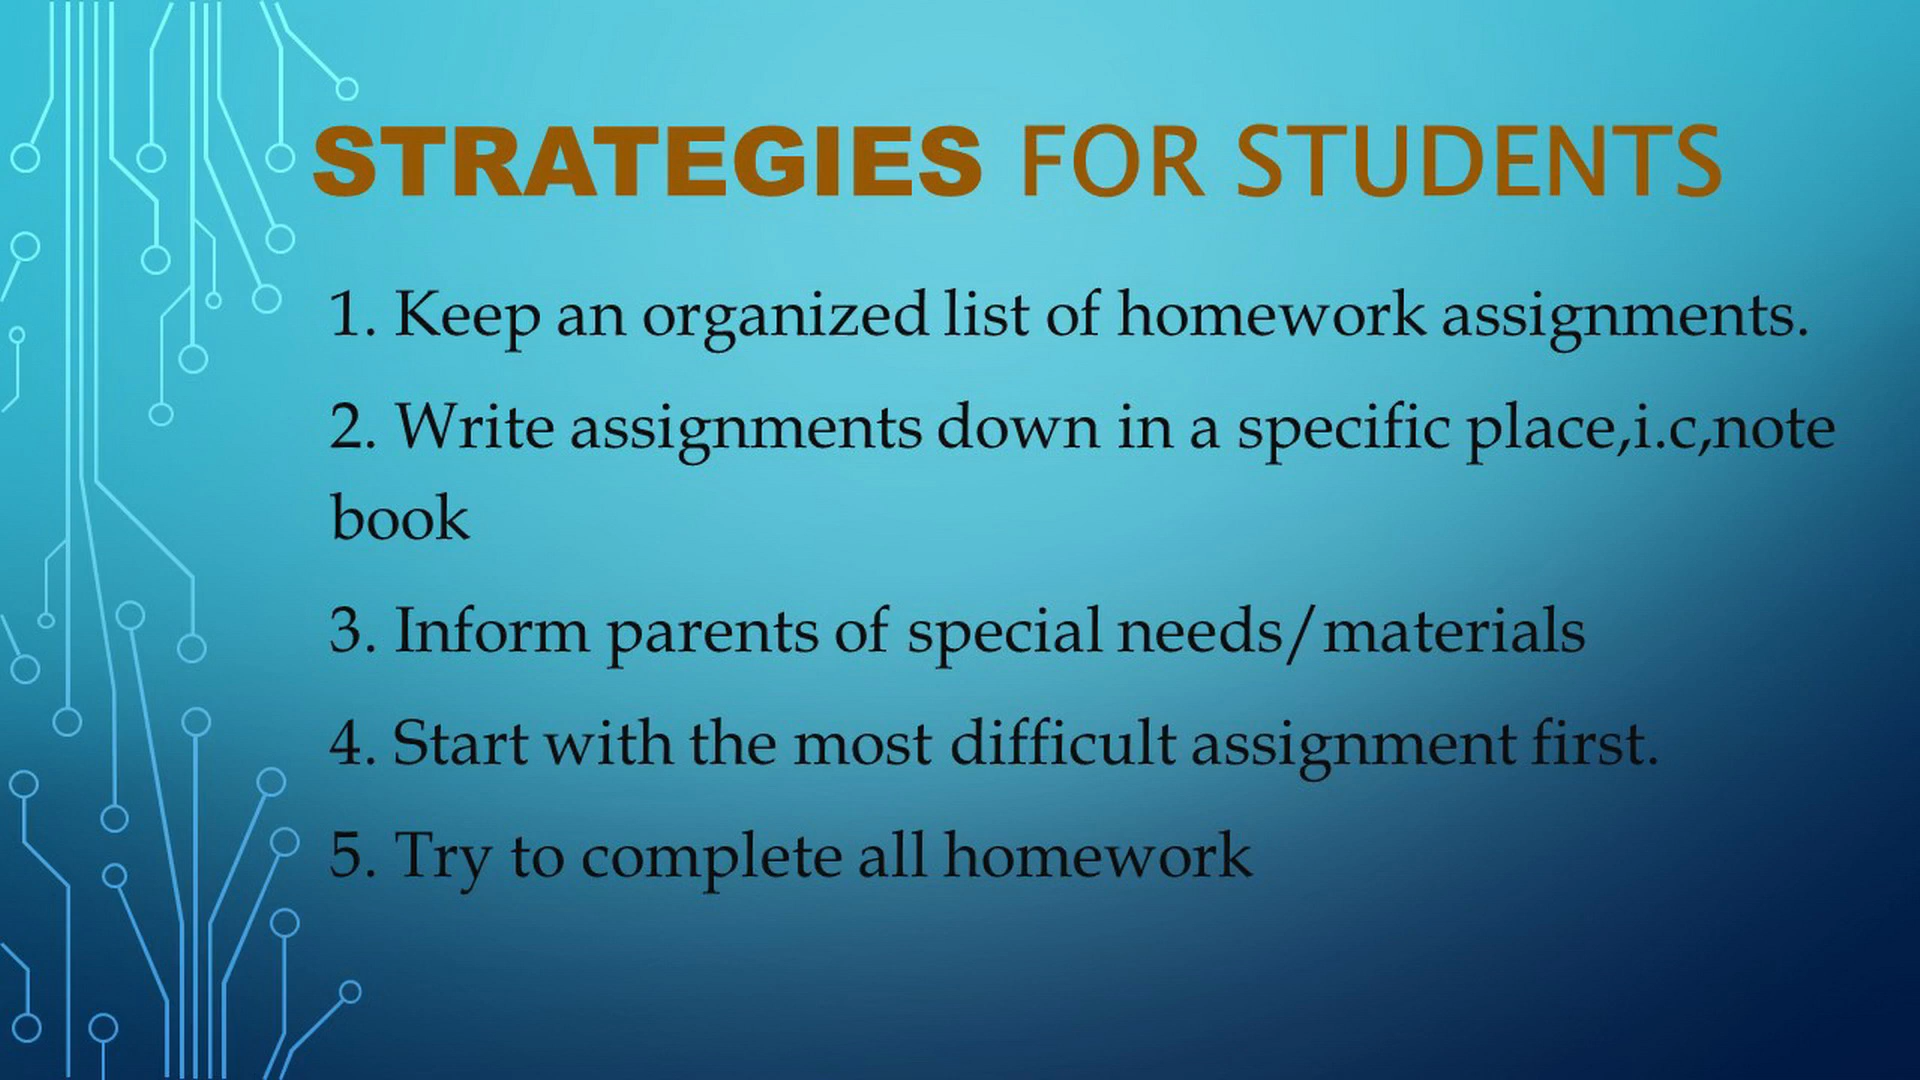 STRATEGIES FOR STUDENTS
1. Keep an organized list of homework assignments.
2. Write assignments down in a specific place,i.c,note
book
3. Inform parents of special needs/materials
4. Start with the most difficult assignment first.
5. Try to complete all homework